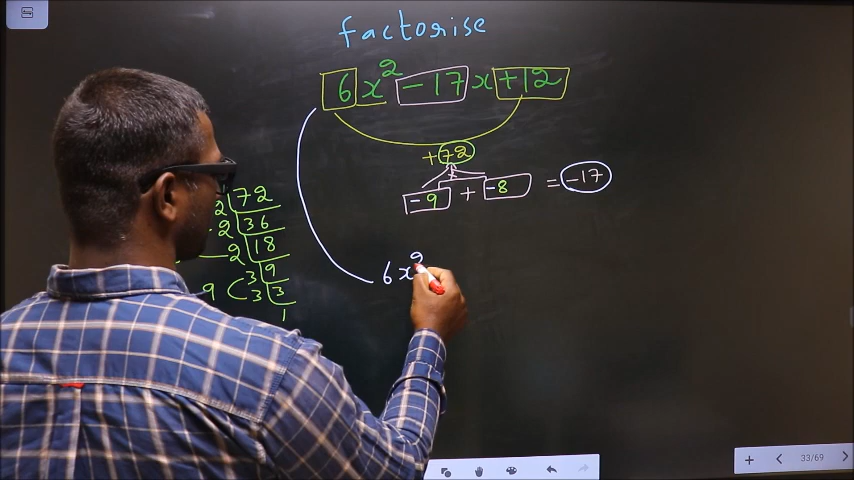 factorise
6x² -17x +12
+72
-9 + -8 = -17
2 72
2 36
2 18
3 9
9 3 3
1
6x²
33/69